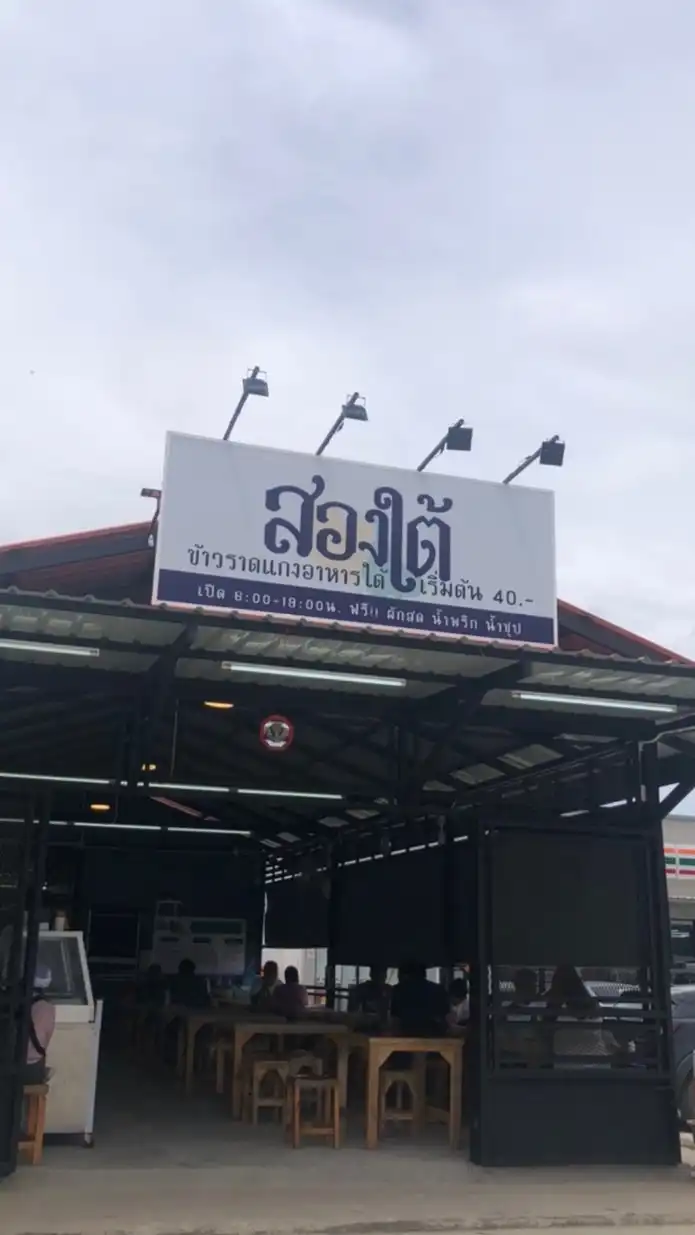 สองใต้
ข้าวราดแกงอาหารใต้ เริ่มต้น 40.-
เปิด 8:00-18:00น. ฟรี!! ผักสด น้ำพริก น้ำซุป